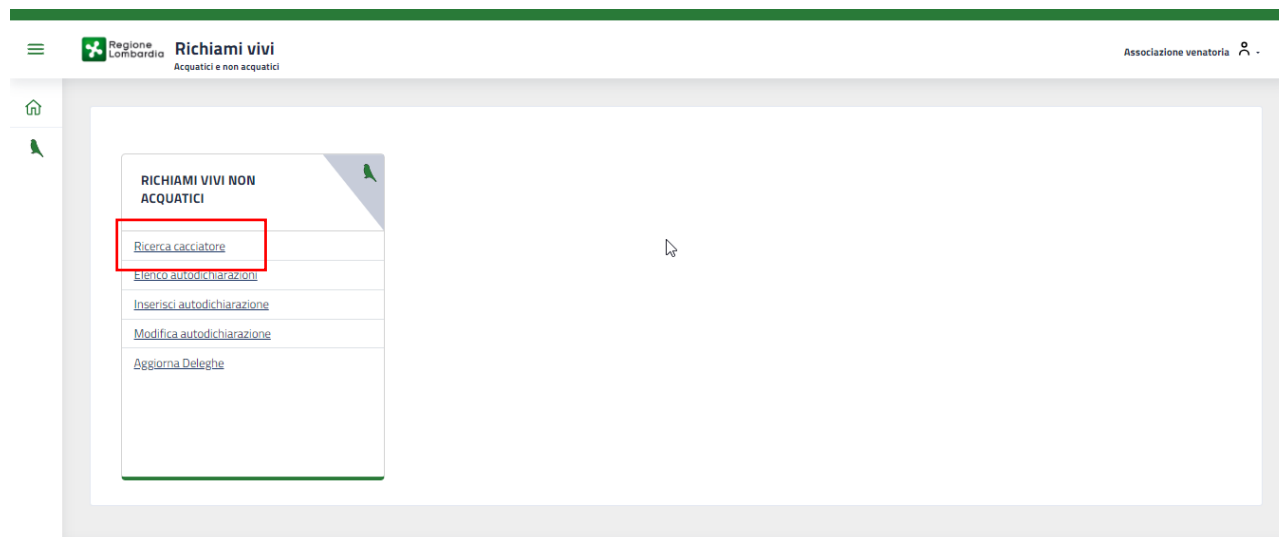 Regione
Lombardia
Richiami vivi
Acquatici e non acquatici
Associazione venatoria
RICHIAMI VIVI NON
ACQUATICI
Ricerca cacciatore
Elenco autodichiarazioni
Inserisci autodichiarazione
Modifica autodichiarazione
Aggiorna Deleghe